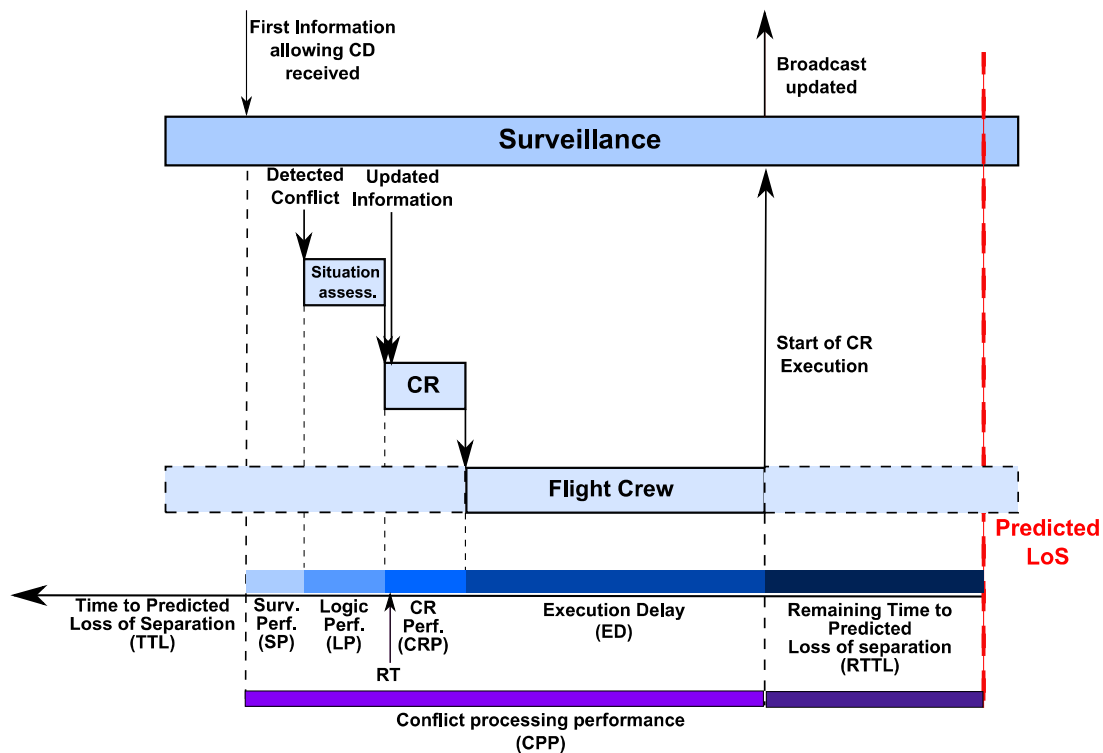 First Information
allowing CD
received
Broadcast
updated
Surveillance
Detected
Conflict
Updated
Information
Situation
assess.
CR
Start of CR
Execution
Flight Crew
Predicted
LoS
Time to Predicted
Loss of Separation
(TTL)
Surv.
Perf.
(SP)
Logic
Perf.
(LP)
CR
Perf.
(CRP)
Execution Delay
(ED)
Remaining Time to
Predicted
Loss of separation
(RTTL)
RT
Conflict processing performance
(CPP)